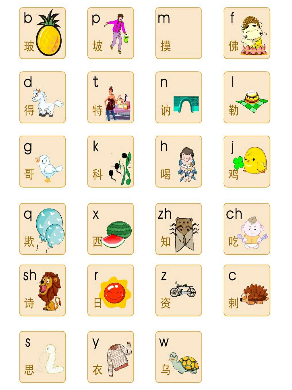 b p m f
玻 坡 摸 佛
d t n l
得 特 讷 勒
g k h j
哥 科 喝 鸡
q x zh ch
欺 西 知 吃
sh r z c
诗 日 资 刺
s y w
思 衣 乌